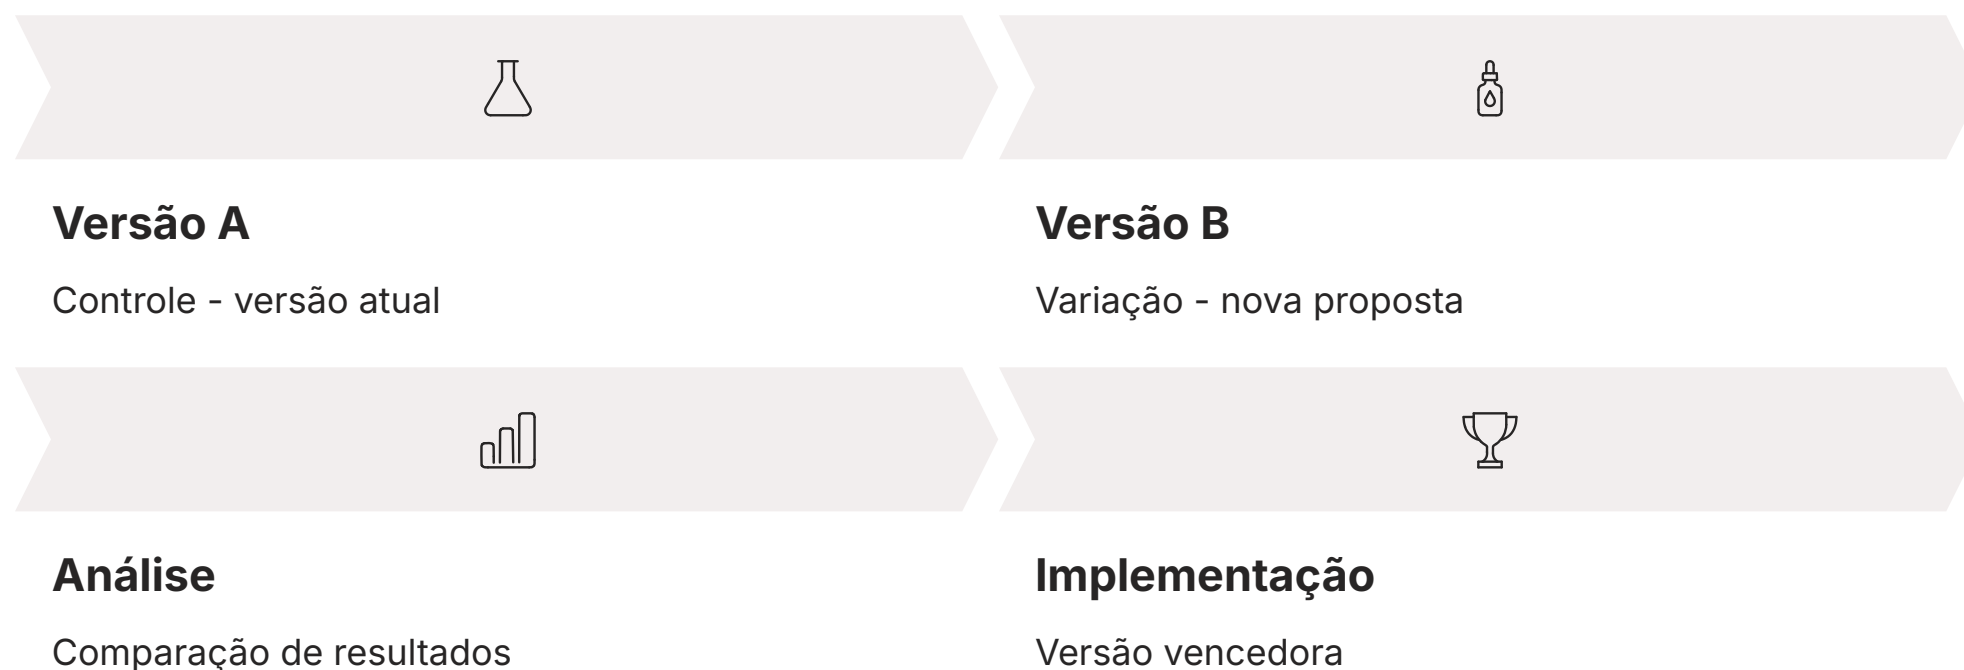 Versão A
Controle - versão atual
Versão B
Variação - nova proposta
Análise
Comparação de resultados
Implementação
Versão vencedora